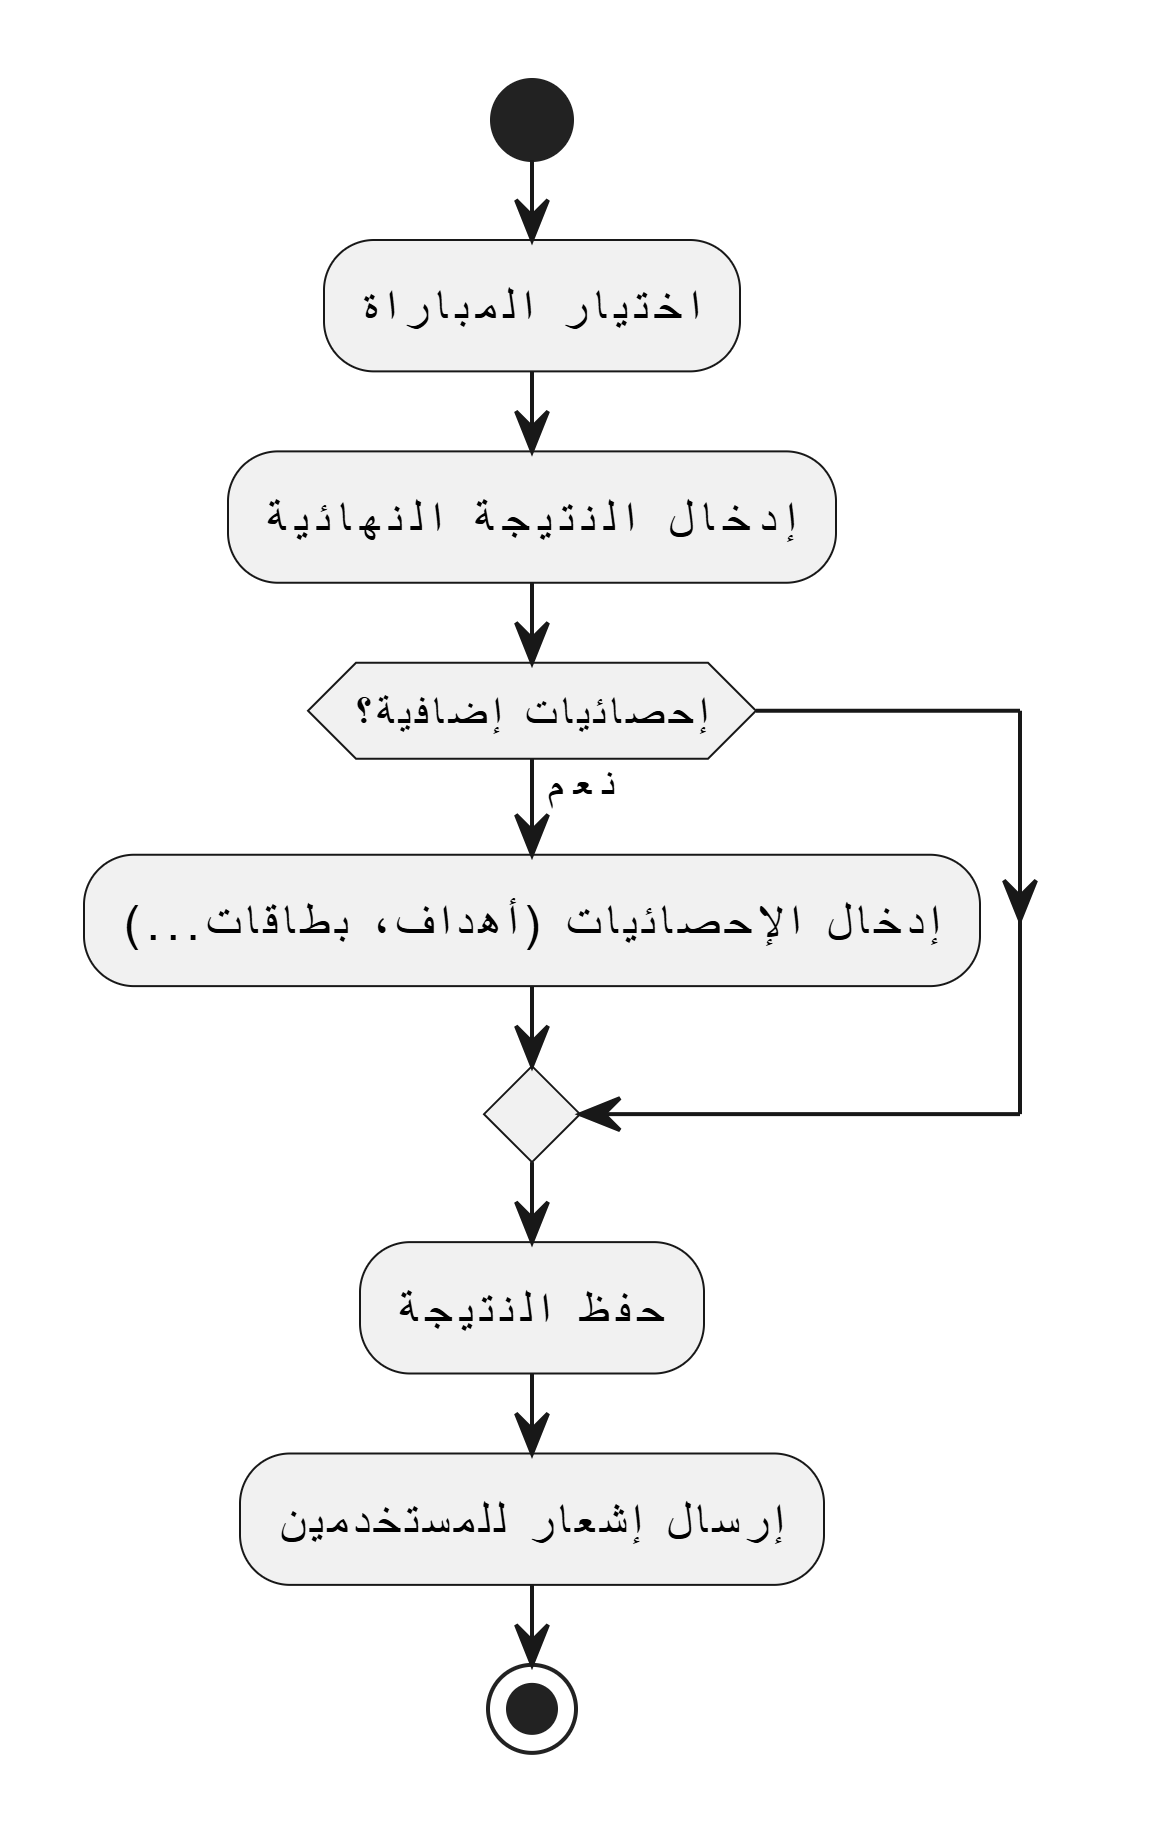 اختيار المباراة
إدخال النتيجة النهائية
إحصائيات إضافية؟
نعم
إدخال الإحصائيات (أهداف، بطاقات...)
حفظ النتيجة
إرسال إشعار للمستخدمين